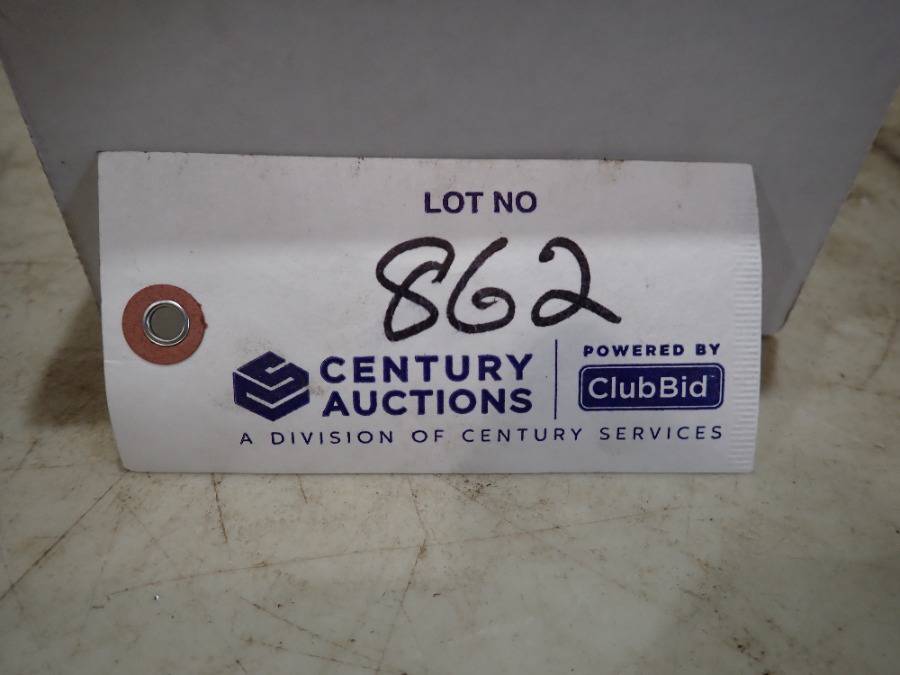 LOT NO
862
CENTURY
AUCTIONS
POWERED BY
ClubBid
A DIVISION OF CENTURY SERVICES